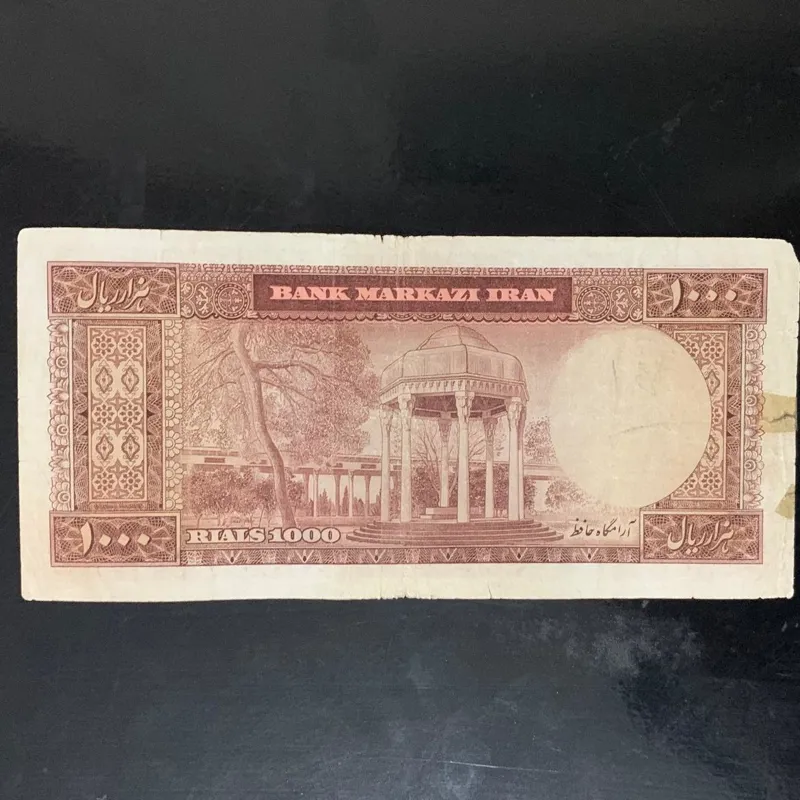 هزار ریال
BANK MARKAZI IRAN
۱۰۰۰
۱۰۰۰
RIALS 1000
آرامگاه حافظ
هزار ریال